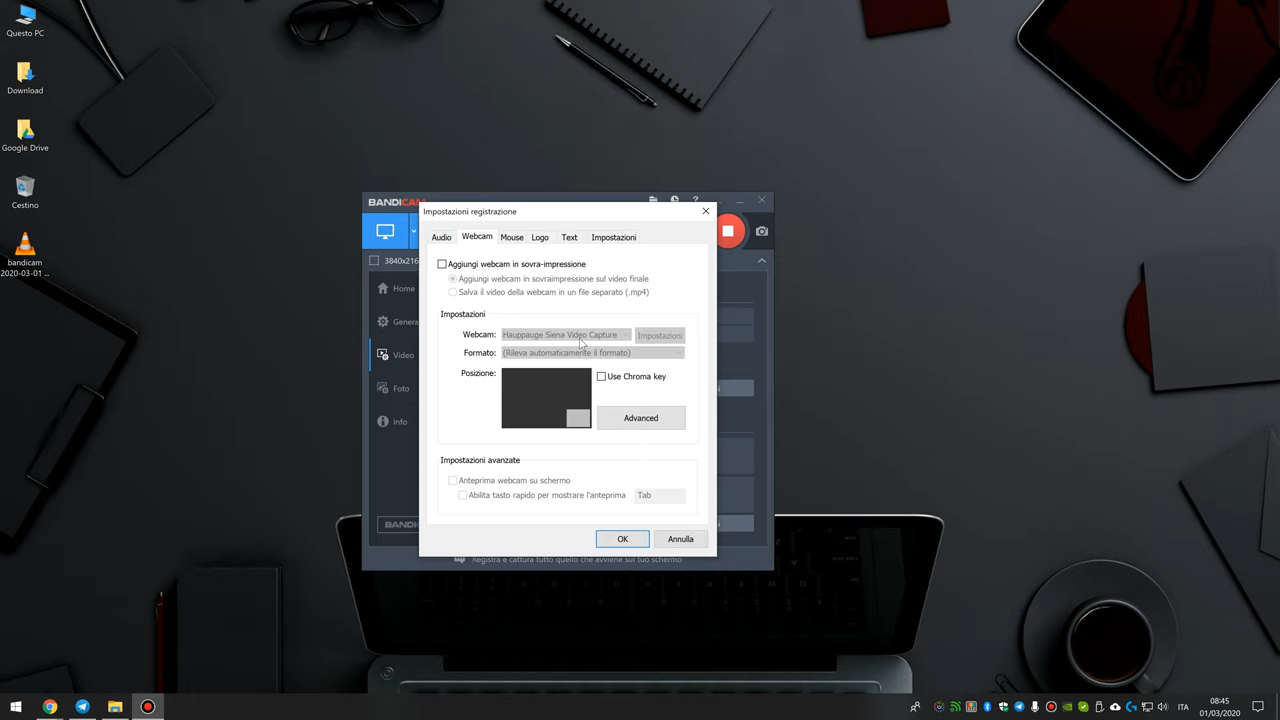 Questo PC
Download
Google Drive
Cestino
bandicam
2020-03-01 ...
BANDICAM
?
Impostazioni registrazione
Audio
Webcam
Mouse
Logo
Text
Impostazioni
3840x216
Home
Genera
Video
Foto
Info
Aggiungi webcam in sovra-impressione
Aggiungi webcam in sovraimpressione sul video finale
Salva il video della webcam in un file separato (.mp4)
Impostazioni
Webcam:
Hauppauge Siena Video Capture
Impostazioni
Formato:
(Rileva automaticamente il formato)
Posizione:
Use Chroma key
Advanced
Impostazioni avanzate
Anteprima webcam su schermo
Abilita tasto rapido per mostrare l'anteprima
Tab
BANDIC
OK
Annulla
Registra e cattura tutto quello che avviene sul tuo schermo
ITA
08:45
01/03/2020